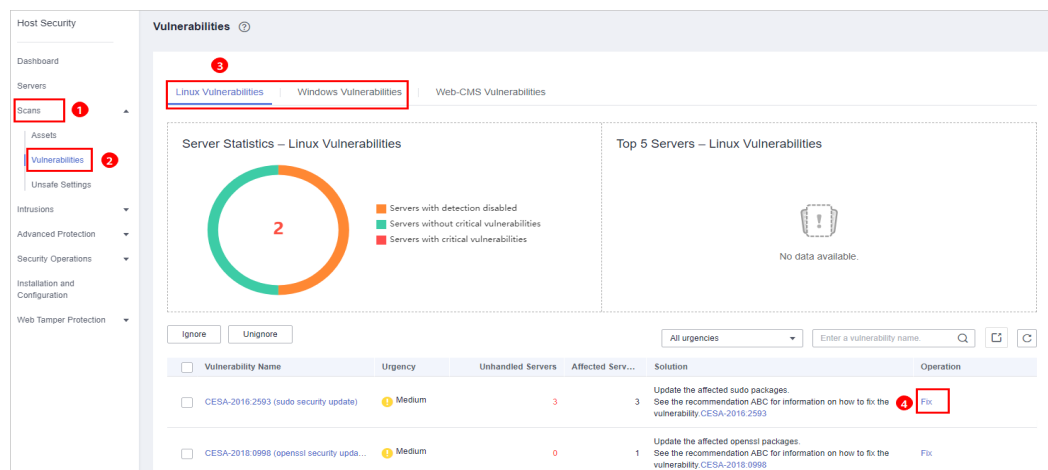 Host Security
Dashboard
Servers
Scans
1
Assets
Vulnerabilities
2
Unsafe Settings
Intrusions
Advanced Protection
Security Operations
Installation and
Configuration
Web Tamper Protection
Vulnerabilities ?
3
Linux Vulnerabilities
Windows Vulnerabilities
Web-CMS Vulnerabilities
Server Statistics – Linux Vulnerabilities
2
Servers with detection disabled
Servers without critical vulnerabilities
Servers with critical vulnerabilities
Top 5 Servers – Linux Vulnerabilities
No data available.
Ignore
Unignore
All urgencies
Enter a vulnerability name.
Vulnerability Name Urgency Unhandled Servers Affected Serv... Solution Operation
CESA-2016:2593 (sudo security update) Medium 3 3
Update the affected sudo packages.
See the recommendation ABC for information on how to fix the
vulnerability.CESA-2016:2593
4
Fix
CESA-2018:0998 (openssl security upda... Medium 0 1
Update the affected openssl packages.
See the recommendation ABC for information on how to fix the
vulnerability.CESA-2018:0998
Fix